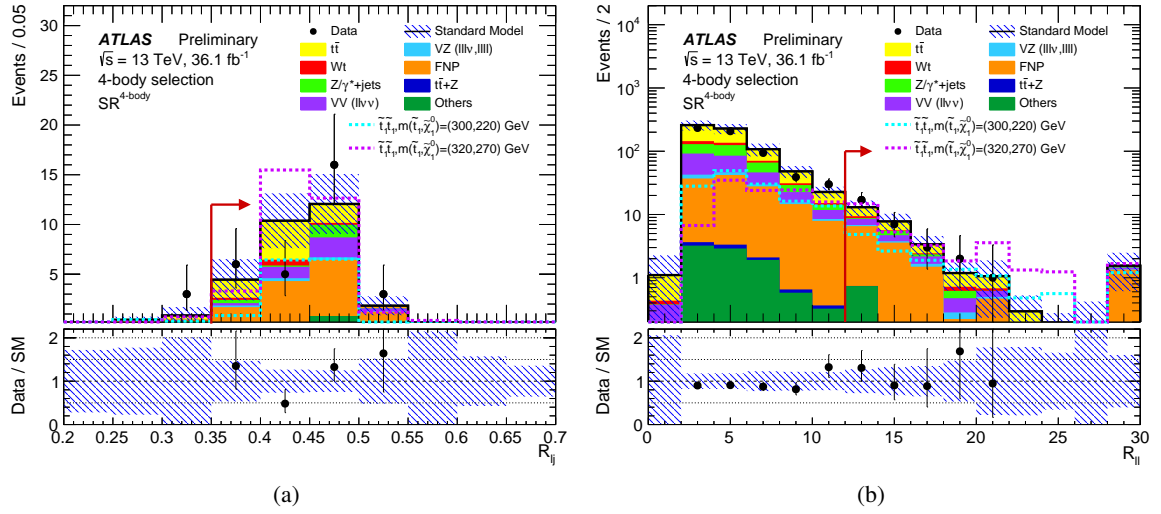 Events / 0.05
ATLAS Preliminary
√s = 13 TeV, 36.1 fb⁻¹
4-body selection
SR⁴⁻ᵇᵒᵈʸ
Data
Standard Model
tt̄
VZ (lllν,llll)
Wt
FNP
Z/γ*+jets
tt̄+Z
VV (llνν)
Others
t̃₁t̃₁,m(t̃₁,χ̃₁⁰)=(300,220) GeV
t̃₁t̃₁,m(t̃₁,χ̃₁⁰)=(320,270) GeV
30
25
20
15
10
5
Data / SM
2
1
0
0.2 0.25 0.3 0.35 0.4 0.45 0.5 0.55 0.6 0.65 0.7
R_lj
(a)
Events / 2
ATLAS Preliminary
√s = 13 TeV, 36.1 fb⁻¹
4-body selection
SR⁴⁻ᵇᵒᵈʸ
Data
Standard Model
tt̄
VZ (lllν,llll)
Wt
FNP
Z/γ*+jets
tt̄+Z
VV (llνν)
Others
t̃₁t̃₁,m(t̃₁,χ̃₁⁰)=(300,220) GeV
t̃₁t̃₁,m(t̃₁,χ̃₁⁰)=(320,270) GeV
10⁴
10³
10²
10
1
Data / SM
2
1
0
0 5 10 15 20 25 30
R_ll
(b)